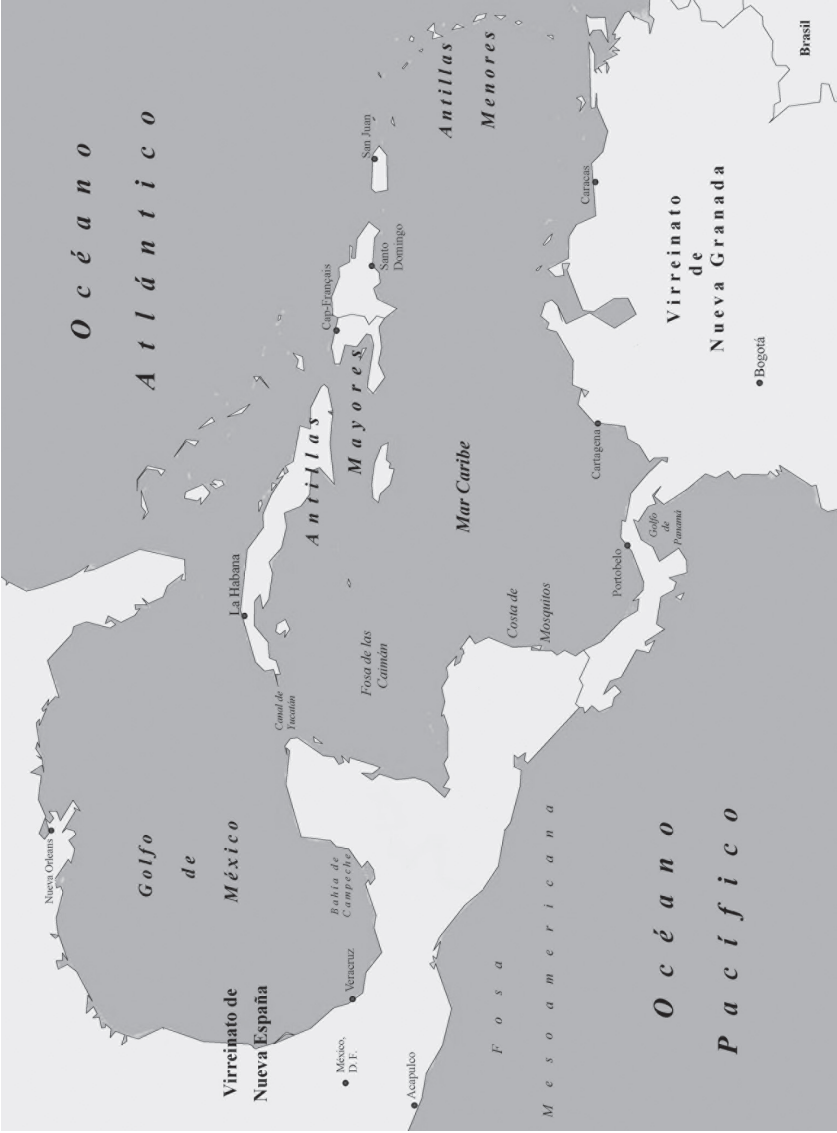 Océano
Atlántico
Nueva Orleans
Golfo
de
México
La Habana
Canal de
Yucatán
Antillas
Mayores
Cap-Français
Santo
Domingo
San Juan
Antillas
Menores
Bahía de
Campeche
Fosa de las
Caimán
Mar Caribe
Virreinato de
Nueva España
México,
D. F.
Veracruz
Acapulco
Costa de
Mosquitos
Fosa
Mesoamericana
Portobelo
Golfo
de
Panamá
Cartagena
Caracas
Virreinato
de
Nueva Granada
Bogotá
Brasil
Océano
Pacífico